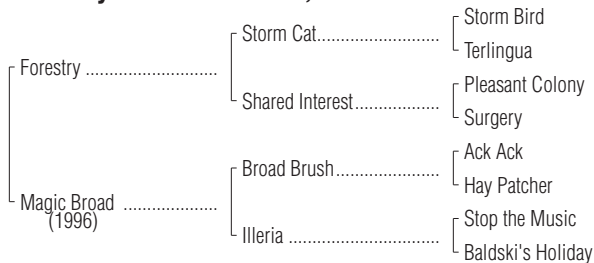 Storm Bird
Storm Cat
Terlingua
Forestry
Pleasant Colony
Shared Interest
Surgery
Ack Ack
Broad Brush
Hay Patcher
Magic Broad
(1996)
Stop the Music
Illeria
Baldski's Holiday